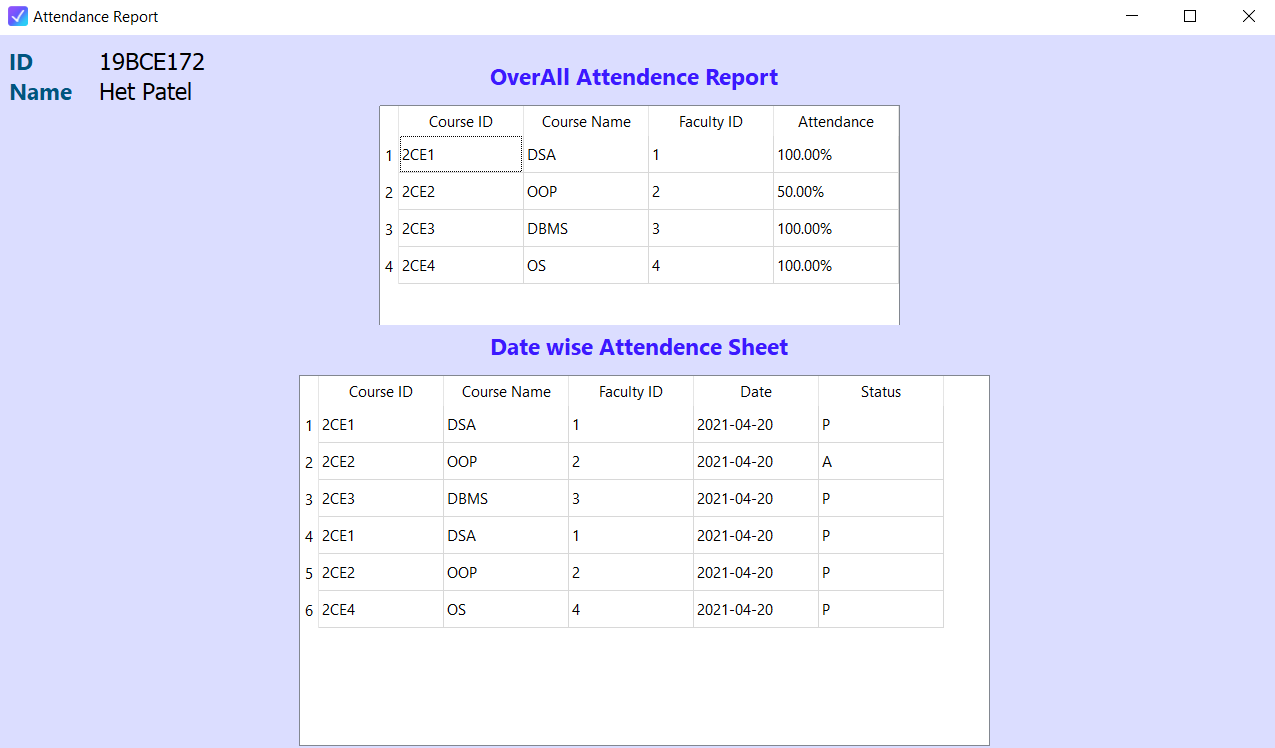 Attendance Report
ID 19BCE172
Name Het Patel
OverAll Attendence Report
Course ID Course Name Faculty ID Attendance
1 2CE1 DSA 1 100.00%
2 2CE2 OOP 2 50.00%
3 2CE3 DBMS 3 100.00%
4 2CE4 OS 4 100.00%
Date wise Attendence Sheet
Course ID Course Name Faculty ID Date Status
1 2CE1 DSA 1 2021-04-20 P
2 2CE2 OOP 2 2021-04-20 A
3 2CE3 DBMS 3 2021-04-20 P
4 2CE1 DSA 1 2021-04-20 P
5 2CE2 OOP 2 2021-04-20 P
6 2CE4 OS 4 2021-04-20 P